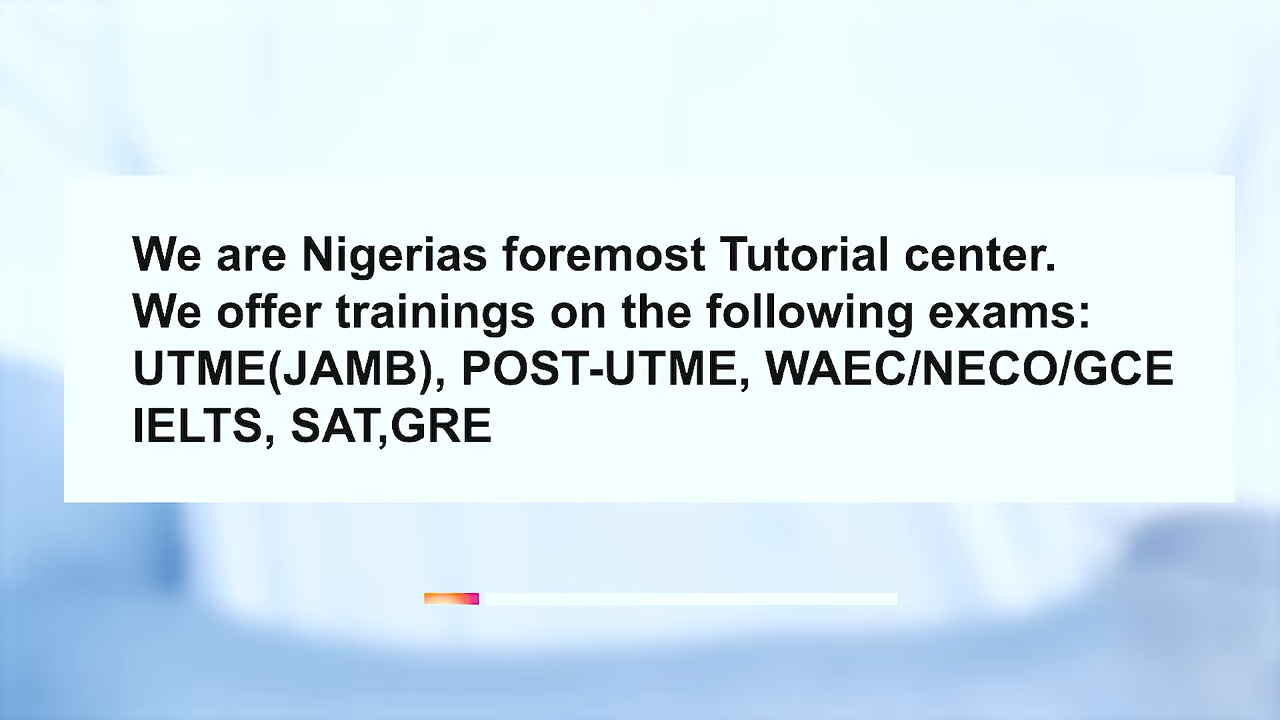 We are Nigerias foremost Tutorial center.
We offer trainings on the following exams:
UTME(JAMB), POST-UTME, WAEC/NECO/GCE
IELTS, SAT,GRE